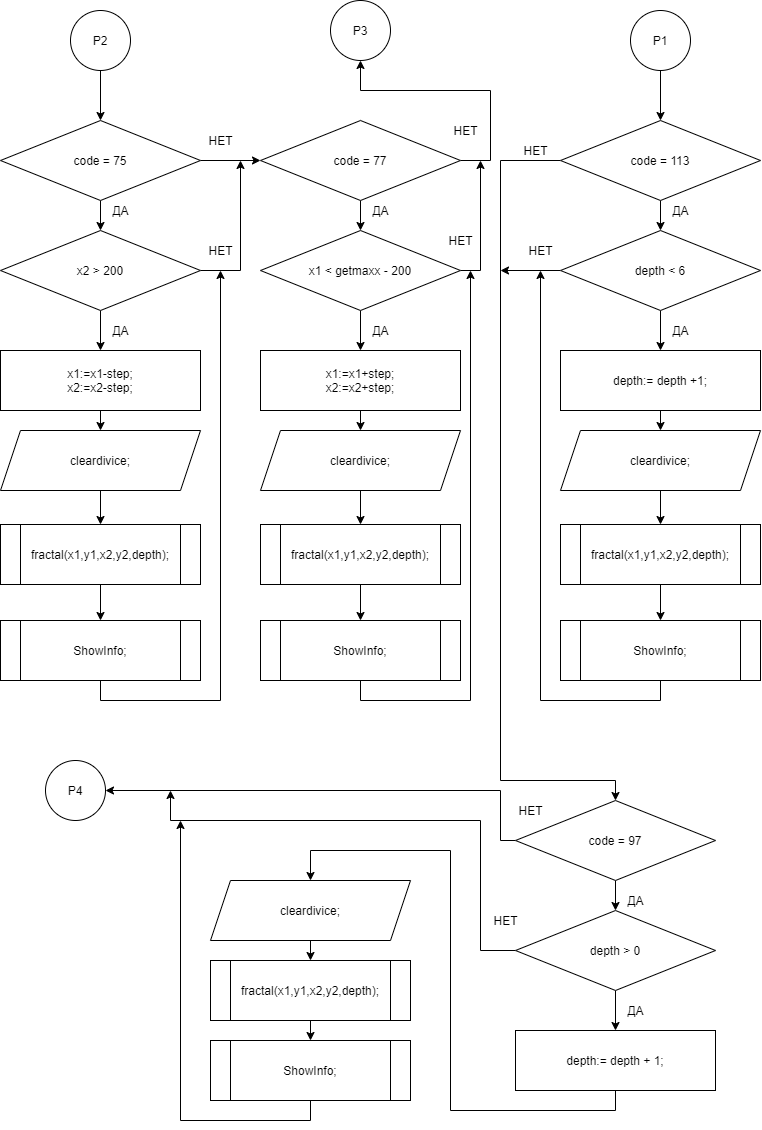 P2
P3
P1
code = 75
НЕТ
code = 77
НЕТ
code = 113
НЕТ
ДА
ДА
ДА
x2 > 200
НЕТ
x1 < getmaxx - 200
НЕТ
depth < 6
НЕТ
ДА
ДА
ДА
x1:=x1-step;
x2:=x2-step;
x1:=x1+step;
x2:=x2+step;
depth:= depth +1;
cleardivice;
cleardivice;
cleardivice;
fractal(x1,y1,x2,y2,depth);
fractal(x1,y1,x2,y2,depth);
fractal(x1,y1,x2,y2,depth);
ShowInfo;
ShowInfo;
ShowInfo;
P4
НЕТ
code = 97
ДА
НЕТ
depth > 0
ДА
depth:= depth + 1;
cleardivice;
fractal(x1,y1,x2,y2,depth);
ShowInfo;